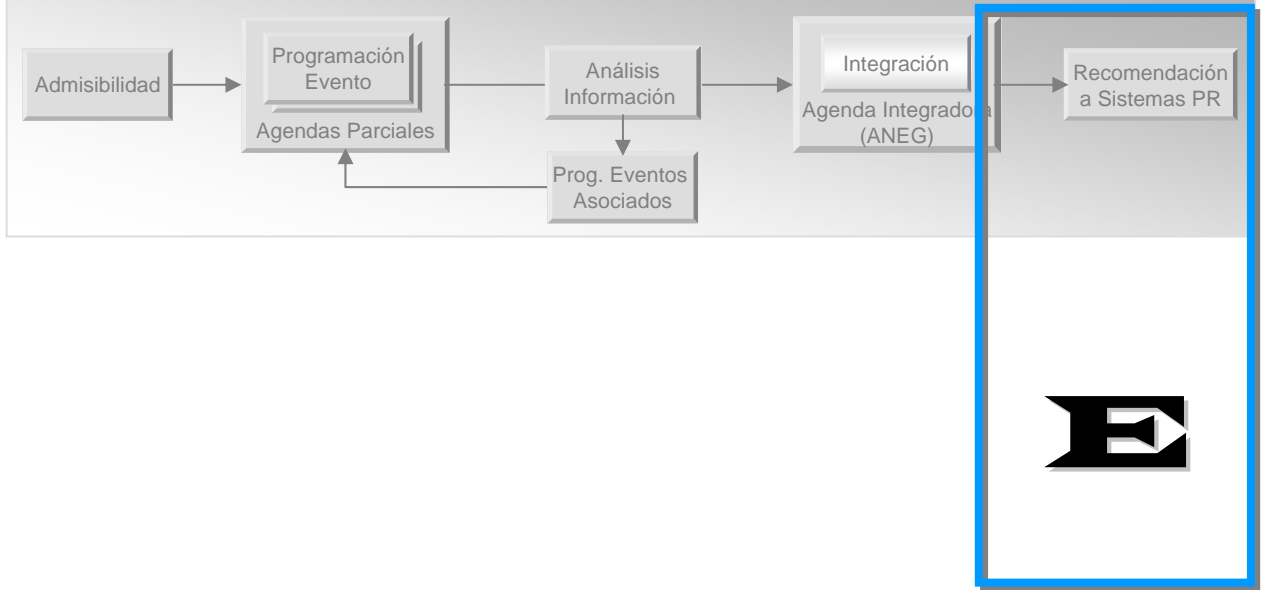 Admisibilidad
Programación
Evento
Agendas Parciales
Análisis
Información
Prog. Eventos
Asociados
Integración
Agenda Integradora
(ANEG)
Recomendación
a Sistemas PR
E